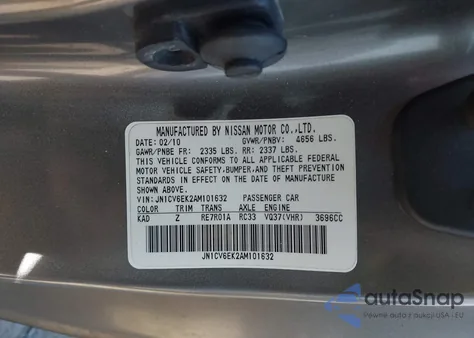 MANUFACTURED BY NISSAN MOTOR CO.,LTD.
DATE: 02/10 GVWR/PNBV: 4656 LBS.
GAWR/PNBE FR: 2335 LBS. RR: 2337 LBS.
THIS VEHICLE CONFORMS TO ALL APPLICABLE FEDERAL
MOTOR VEHICLE SAFETY,BUMPER, AND THEFT PREVENTION
STANDARDS IN EFFECT ON THE DATE OF MANUFACTURE
SHOWN ABOVE.
VIN: JN1CV6EK2AM101632 PASSENGER CAR
COLOR TRIM TRANS AXLE ENGINE
KAD Z RE7R01A RC33 VQ37(VHR) 3696CC
JN1CV6EK2AM101632
autoSnap
Автоаукціони з США/EU